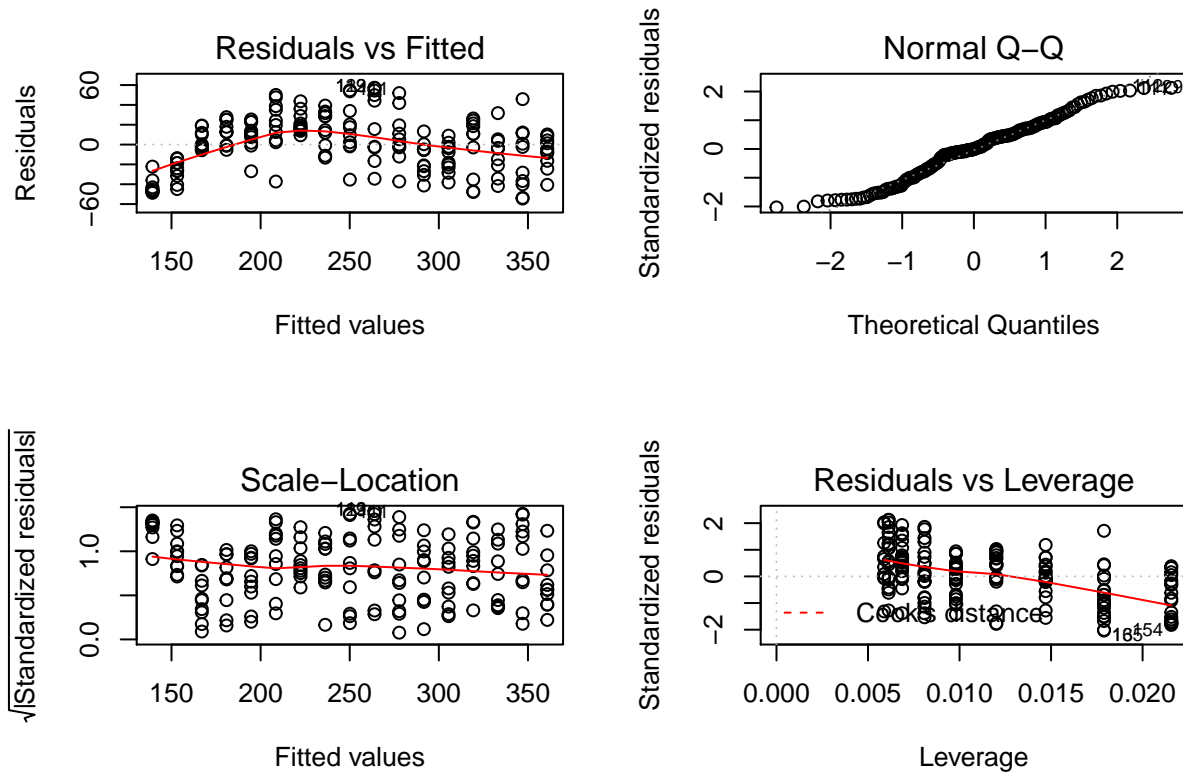 Residuals vs Fitted
Residuals
60
0
−60
150 200 250 300 350
Fitted values
Normal Q−Q
Standardized residuals
2
0
−2
−2 −1 0 1 2
Theoretical Quantiles
Scale−Location
√|Standardized residuals|
1.0
0.0
150 200 250 300 350
Fitted values
Residuals vs Leverage
Standardized residuals
2
0
−2
Cook's distance
154
0.000 0.005 0.010 0.015 0.020
Leverage